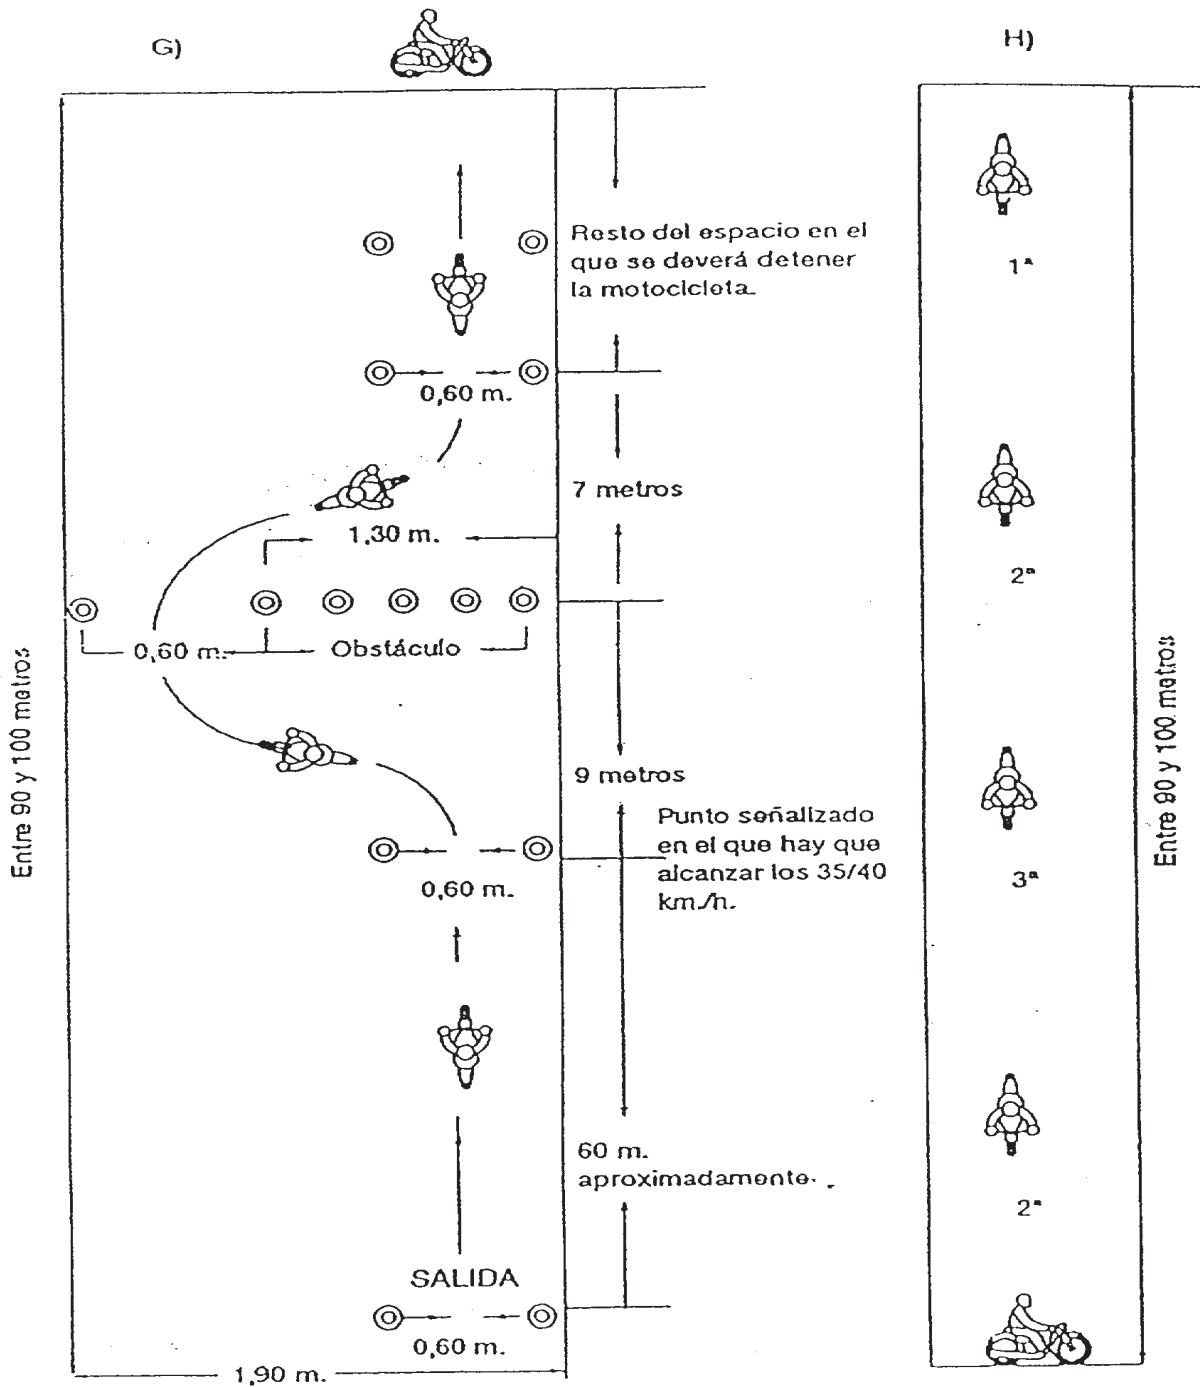 G)
H)
Resto del espacio en el
que se deverá detener
la motocicleta.
0,60 m.
7 metros
1,30 m.
0,60 m.
Obstáculo
9 metros
Punto señalizado
en el que hay que
alcanzar los 35/40
km./h.
0,60 m.
60 m.
aproximadamente.
SALIDA
0,60 m.
1,90 m.
Entre 90 y 100 metros
1ª
2ª
3ª
2ª
Entre 90 y 100 metros